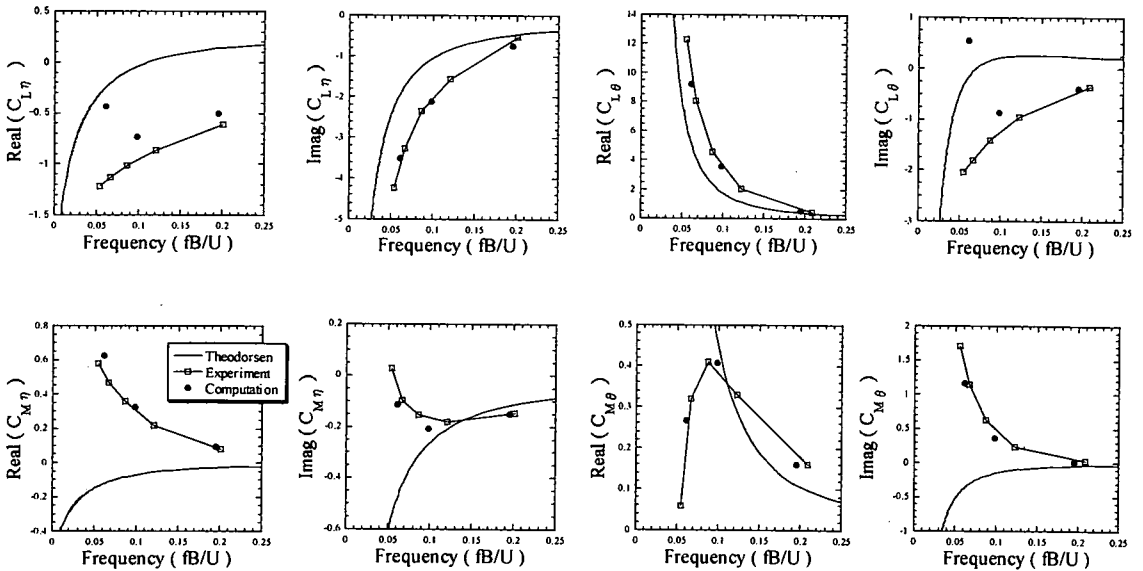 0.5
0
-0.5
-1
-1.5
Real ( C L η )
0 0.05 0.1 0.15 0.2 0.25
Frequency ( fB/U )
0
-1
-2
-3
-4
-5
Imag ( C L η )
0 0.05 0.1 0.15 0.2 0.25
Frequency ( fB/U )
14
12
10
8
6
4
2
0
Real ( C L θ )
0 0.05 0.1 0.15 0.2 0.25
Frequency ( fB/U )
1
0
-1
-2
-3
Imag ( C L θ )
0 0.05 0.1 0.15 0.2 0.25
Frequency ( fB/U )
0.8
0.6
0.4
0.2
0
-0.2
-0.4
Real ( C M η )
0 0.05 0.1 0.15 0.2 0.25
Frequency ( fB/U )
Theodorsen
Experiment
Computation
0.2
0
-0.2
-0.4
-0.6
Imag ( C M η )
0 0.05 0.1 0.15 0.2 0.25
Frequency ( fB/U )
0.5
0.4
0.3
0.2
0.1
0
Real ( C M θ )
0 0.05 0.1 0.15 0.2 0.25
Frequency ( fB/U )
2
1.5
1
0.5
0
-0.5
-1
Imag ( C M θ )
0 0.05 0.1 0.15 0.2 0.25
Frequency ( fB/U )